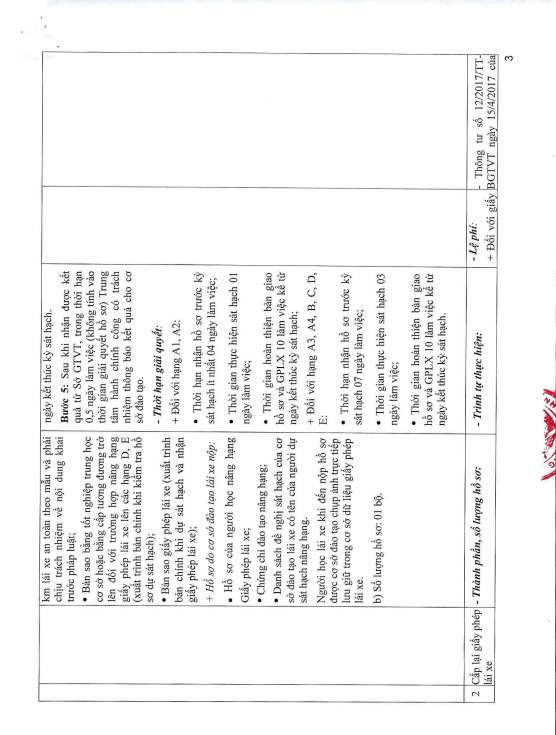 km lái xe an toàn theo mẫu và phải
chịu trách nhiệm về nội dung khai
trước pháp luật;
• Bản sao bằng tốt nghiệp trung học
cơ sở hoặc bằng cấp tương đương trở
lên đối với trường hợp nâng hạng
giấy phép lái xe lên các hạng D, E
(xuất trình bản chính khi kiểm tra hồ
sơ dự sát hạch);
• Bản sao giấy phép lái xe (xuất trình
bản chính khi dự sát hạch và nhận
giấy phép lái xe);
+ Hồ sơ do cơ sở đào tạo lái xe nộp:
• Hồ sơ của người học nâng hạng
Giấy phép lái xe;
• Chứng chỉ đào tạo nâng hạng;
• Danh sách đề nghị sát hạch của cơ
sở đào tạo lái xe có tên của người dự
sát hạch nâng hạng.
Người học lái xe khi đến nộp hồ sơ
được cơ sở đào tạo chụp ảnh trực tiếp
lưu giữ trong cơ sở dữ liệu giấy phép
lái xe.
b) Số lượng hồ sơ: 01 bộ.
ngày kết thúc kỳ sát hạch.
Bước 5: Sau khi nhận được kết
quả từ Sở GTVT, trong thời hạn
0,5 ngày làm việc (không tính vào
thời gian giải quyết hồ sơ) Trung
tâm hành chính công có trách
nhiệm thông báo kết quả cho cơ
sở đào tạo.
- Thời hạn giải quyết:
+ Đối với hạng A1, A2:
• Thời hạn nhận hồ sơ trước kỳ
sát hạch ít nhất 04 ngày làm việc;
• Thời gian thực hiện sát hạch 01
ngày làm việc;
• Thời gian hoàn thiện bàn giao
hồ sơ và GPLX 10 làm việc kể từ
ngày kết thúc kỳ sát hạch;
+ Đối với hạng A3, A4, B, C, D,
E:
• Thời hạn nhận hồ sơ trước kỳ
sát hạch 07 ngày làm việc;
• Thời gian thực hiện sát hạch 03
ngày làm việc;
• Thời gian hoàn thiện bàn giao
hồ sơ và GPLX 10 làm việc kể từ
ngày kết thúc kỳ sát hạch.
2
Cấp lại giấy phép
lái xe
- Thành phần, số lượng hồ sơ:
- Trình tự thực hiện:
- Lệ phí:
+ Đối với giấy
- Thông tư số 12/2017/TT-
BGTVT ngày 15/4/2017 của
3